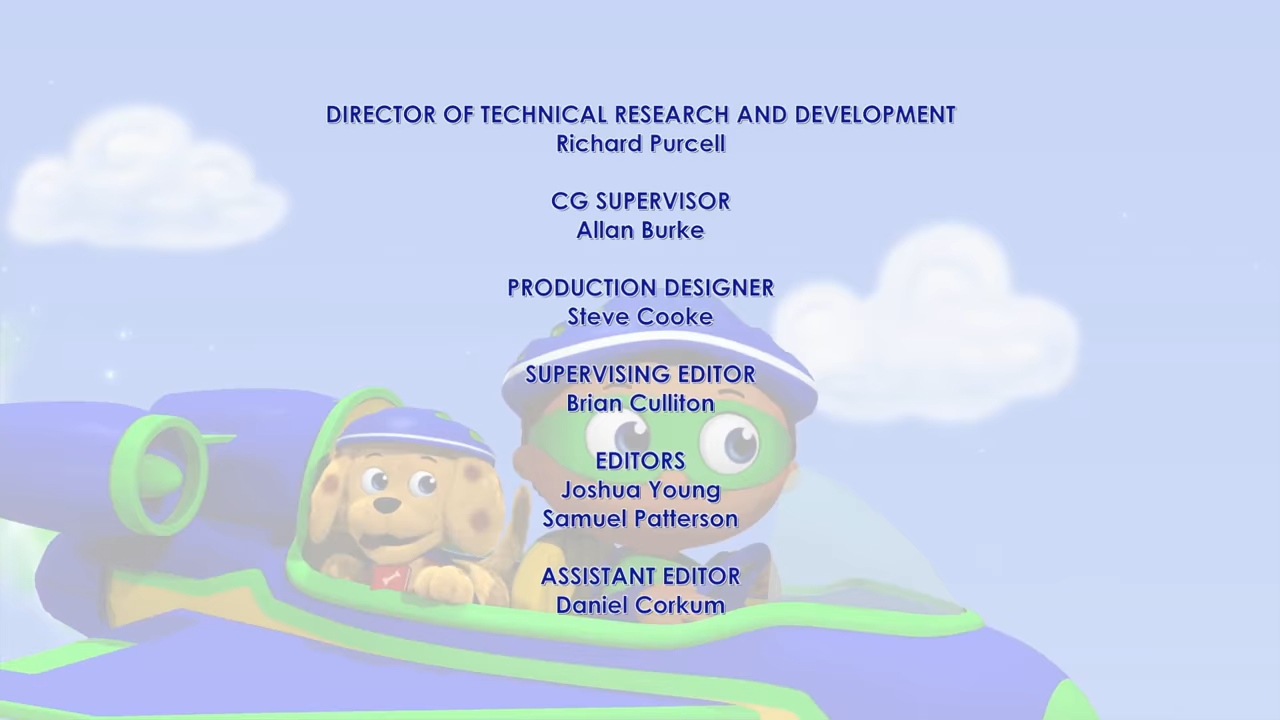 DIRECTOR OF TECHNICAL RESEARCH AND DEVELOPMENT
Richard Purcell
CG SUPERVISOR
Allan Burke
PRODUCTION DESIGNER
Steve Cooke
SUPERVISING EDITOR
Brian Culliton
EDITORS
Joshua Young
Samuel Patterson
ASSISTANT EDITOR
Daniel Corkum